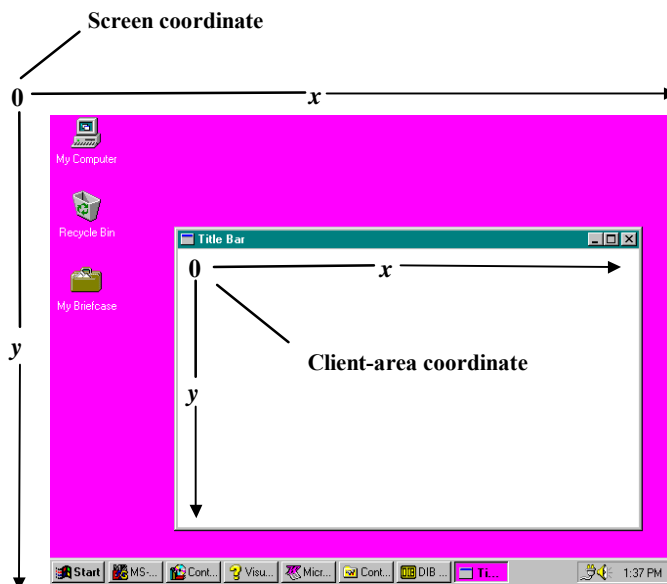 Screen coordinate
0
x
My Computer
Recycle Bin
Title Bar
0
x
My Briefcase
y
Client-area coordinate
y
Start MS-... Cont... Visu... Micr... Cont... DIB ... Ti... 1:37 PM